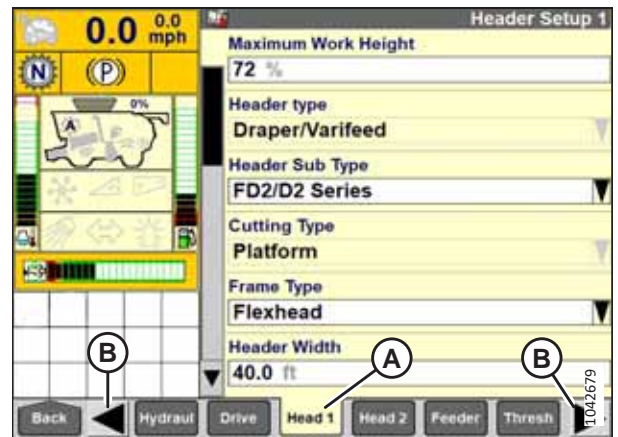 0.0 0.0 mph
Header Setup 1
N (P)
0%
A
Maximum Work Height
72 %
Header type
Draper/Varifeed
Header Sub Type
FD2/D2 Series
Cutting Type
Platform
Frame Type
Flexhead
Header Width
40.0 ft
A
B
B
Back
Hydraul
Drive
Head 1
Head 2
Feeder
Thresh
1042679